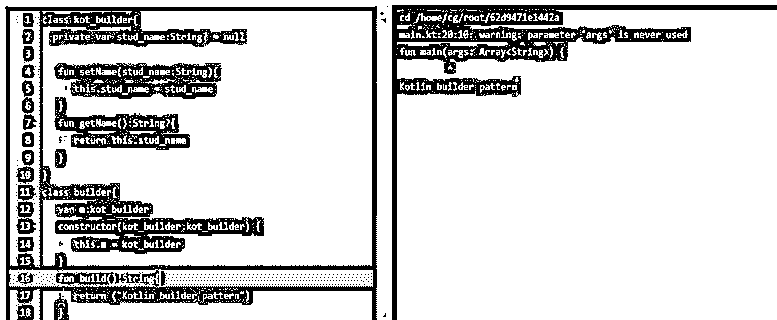 1 class kot_builder{
2 private var stud_name:String? = null
3
4 fun setName(stud_name:String){
5 this.stud_name = stud_name
6 }
7 fun getName():String?{
8 return this.stud_name
9 }
10 }
11 class builder{
12 var m:kot_builder
13 constructor(kot_builder:kot_builder) {
14 this.m = kot_builder
15 }
16 fun build():String{
17 return ("Kotlin builder pattern")
18 }
cd /home/cg/root/62d9471e1442a
main.kt:20:10: warning: parameter 'args' is never used
fun main(args: Array<String>) {
^
Kotlin builder pattern